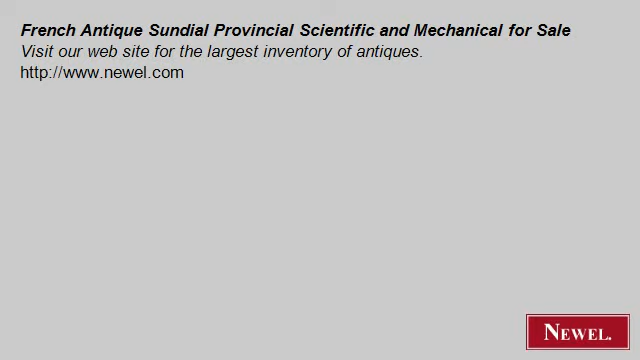 French Antique Sundial Provincial Scientific and Mechanical for Sale
Visit our web site for the largest inventory of antiques.
http://www.newel.com
NEWEL.